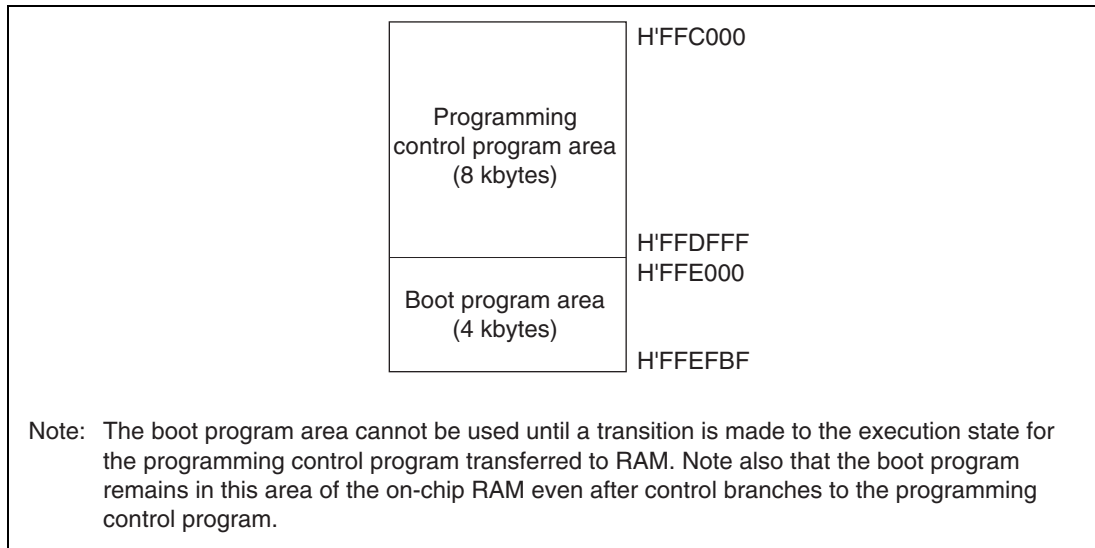 H'FFC000
Programming
control program area
(8 kbytes)
H'FFDFFF
H'FFE000
Boot program area
(4 kbytes)
H'FFEFBF
Note: The boot program area cannot be used until a transition is made to the execution state for
the programming control program transferred to RAM. Note also that the boot program
remains in this area of the on-chip RAM even after control branches to the programming
control program.